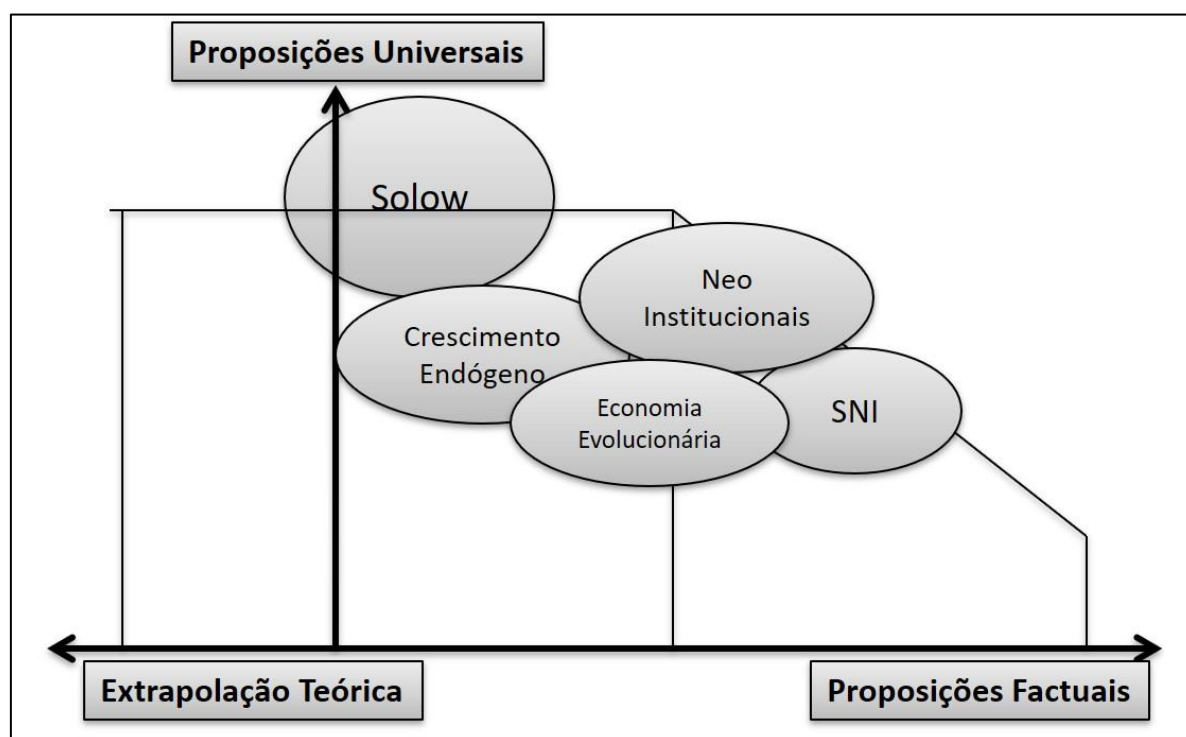 Proposições Universais
Solow
Neo
Institucionais
Crescimento
Endógeno
Economia
Evolucionária
SNI
Extrapolação Teórica
Proposições Factuais